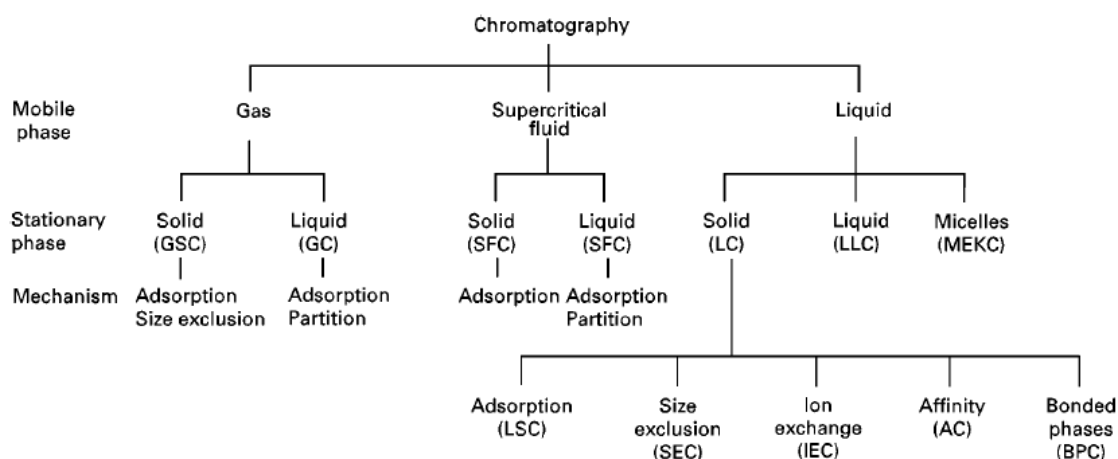 Chromatography
Mobile phase
Gas
Supercritical fluid
Liquid
Stationary phase
Solid (GSC)
Liquid (GC)
Solid (SFC)
Liquid (SFC)
Solid (LC)
Liquid (LLC)
Micelles (MEKC)
Mechanism
Adsorption
Size exclusion
Adsorption
Partition
Adsorption
Adsorption
Partition
Adsorption (LSC)
Size exclusion (SEC)
Ion exchange (IEC)
Affinity (AC)
Bonded phases (BPC)